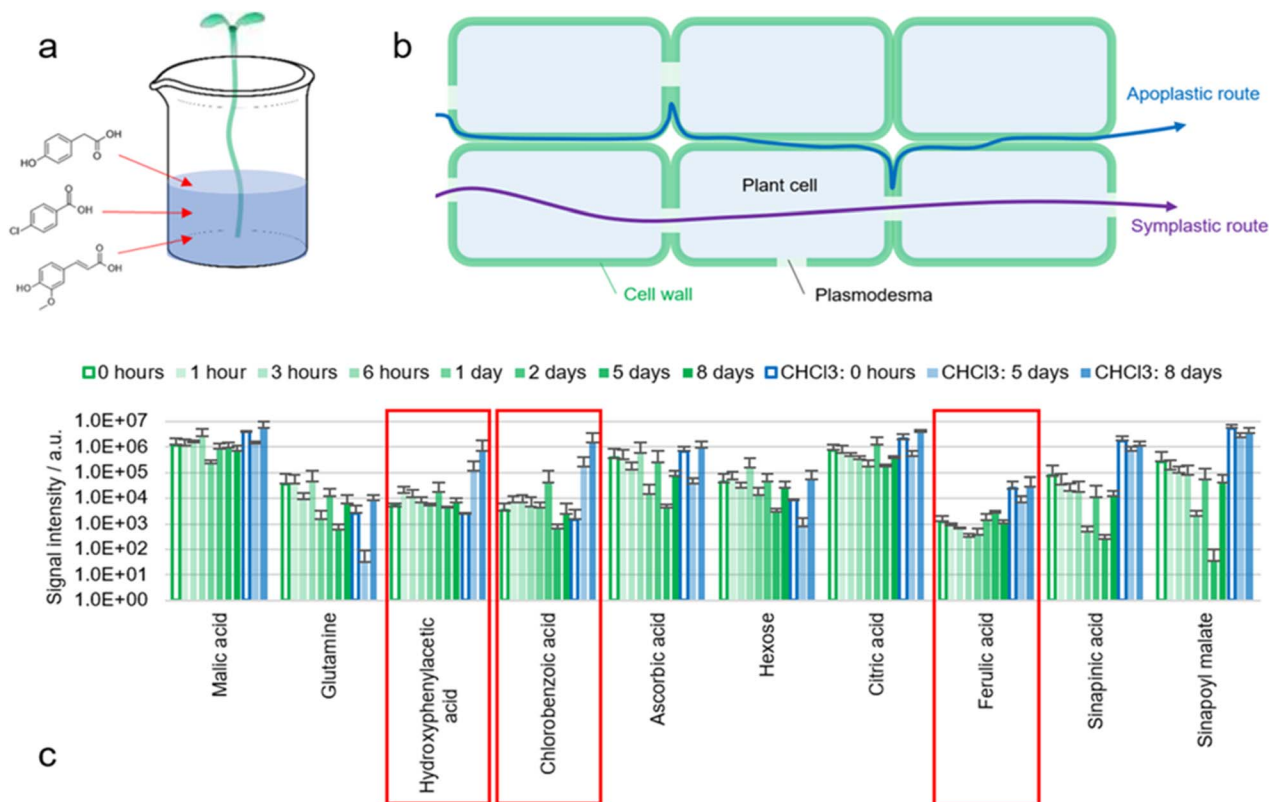 a
b
OH
O
HO
O
OH
Cl
O
OH
HO
O
Apoplastic route
Plant cell
Symplastic route
Cell wall
Plasmodesma
0 hours 1 hour 3 hours 6 hours 1 day 2 days 5 days 8 days CHCl3: 0 hours CHCl3: 5 days CHCl3: 8 days
Signal intensity / a.u.
1.0E+07
1.0E+06
1.0E+05
1.0E+04
1.0E+03
1.0E+02
1.0E+01
1.0E+00
Malic acid
Glutamine
Hydroxyphenylacetic
acid
Chlorobenzoic acid
Ascorbic acid
Hexose
Citric acid
Ferulic acid
Sinapinic acid
Sinapoyl malate
c